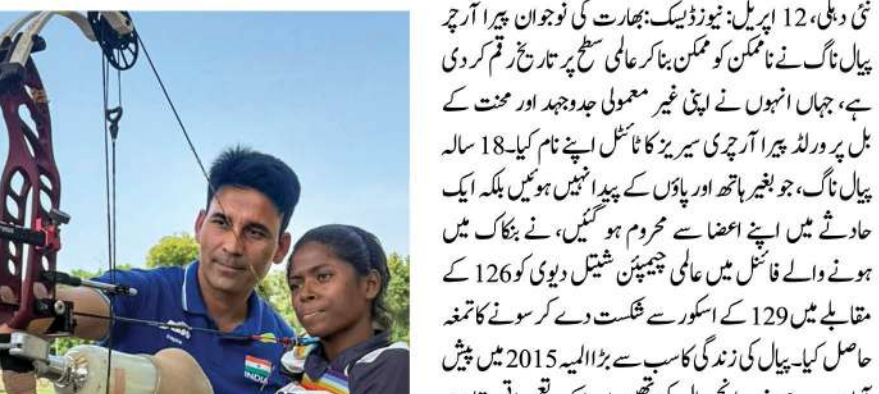 نئی دہلی، 12 اپریل: نیوز ڈیسک: بھارت کی نوجوان پیرا آرچر
پیال ناگ نے ناممکن کو ممکن بنا کر عالمی سطح پر تاریخ رقم کر دی
ہے، جہاں انہوں نے اپنی غیر معمولی جدوجہد اور محنت کے
بل پر ورلڈ پیرا آرچری سیریز کا ٹائٹل اپنے نام کیا۔ 18 سالہ
پیال ناگ، جو بغیر ہاتھ اور پاؤں کے پیدا نہیں ہوئیں بلکہ ایک
حادثے میں اپنے اعضا سے محروم ہو گئیں، نے بنکاک میں
ہونے والے فائنل میں عالمی چیمپئن شیتل دیوی کو 126 کے
مقابلے میں 129 کے اسکور سے شکست دے کر سونے کا تمغہ
حاصل کیا۔ پیال کی زندگی کا سب سے بڑا المیہ 2015 میں پیش
INDIA